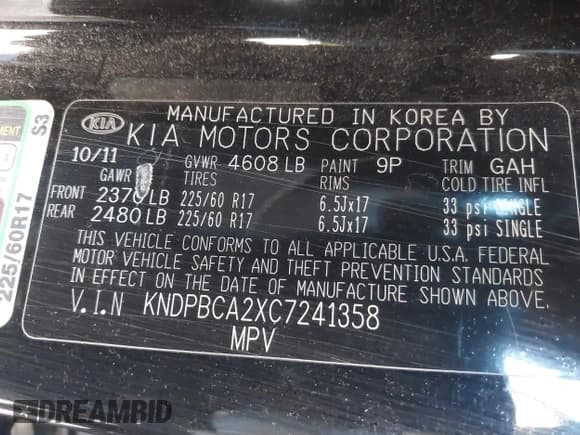 MANUFACTURED IN KOREA BY
KIA KIA MOTORS CORPORATION
10/11 GVWR 4608 LB PAINT 9P TRIM GAH
GAWR TIRES RIMS COLD TIRE INFL
FRONT 2370 LB 225/60 R17 6.5Jx17 33 psi SINGLE
REAR 2480 LB 225/60 R17 6.5Jx17 33 psi SINGLE
THIS VEHICLE CONFORMS TO ALL APPLICABLE U.S.A. FEDERAL
MOTOR VEHICLE SAFETY AND THEFT PREVENTION STANDARDS
IN EFFECT ON THE DATE OF MANUFACTURE SHOWN ABOVE.
V.I.N KNDPBCA2XC7241358
MPV
S3
225/60R17
DREAMBID